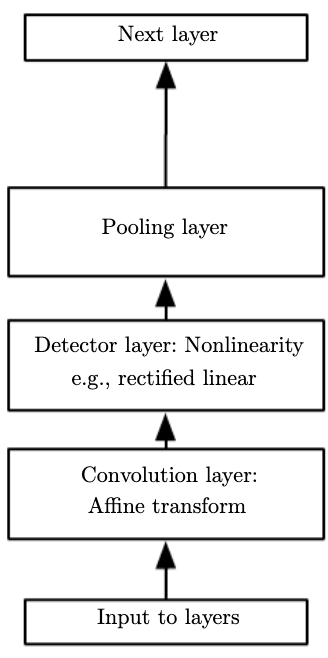 Next layer
Pooling layer
Detector layer: Nonlinearity
e.g., rectified linear
Convolution layer:
Affine transform
Input to layers